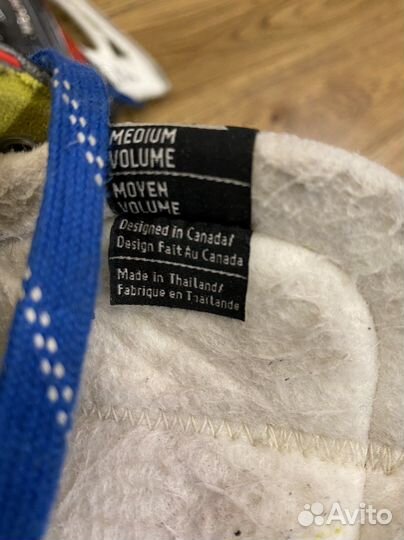 MEDIUM
VOLUME
MOYEN
VOLUME
Designed in Canada/
Design Fait Au Canada
Made in Thailand/
Fabrique en Thaïlande
Avito